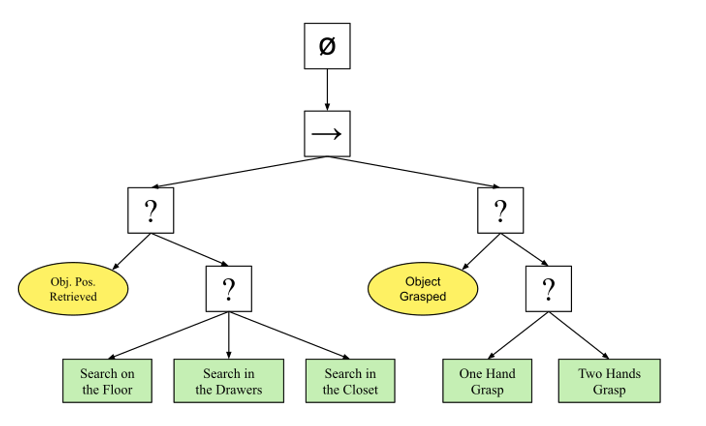 Ø
→
?
?
Obj. Pos.
Retrieved
?
Object
Grasped
?
Search on
the Floor
Search in
the Drawers
Search in
the Closet
One Hand
Grasp
Two Hands
Grasp